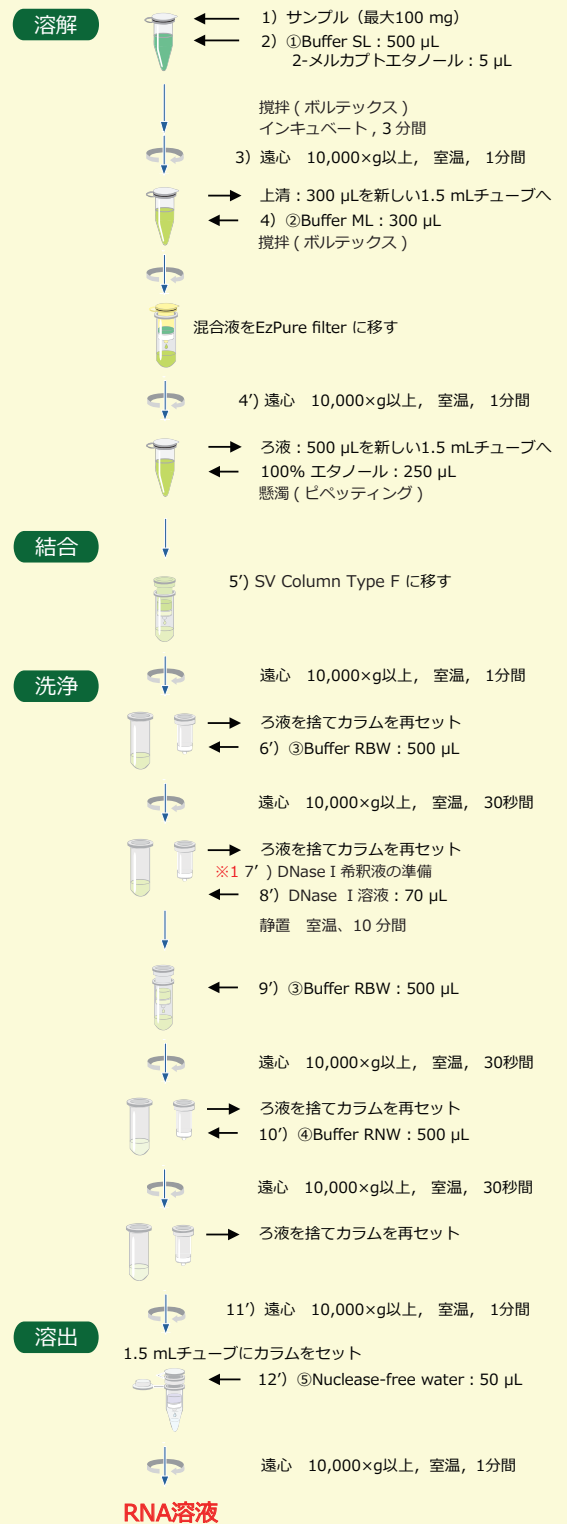 溶解
1）サンプル（最大100 mg）
2）①Buffer SL：500 µL
2-メルカプトエタノール：5 µL
撹拌 ( ボルテックス )
インキュベート , 3 分間
3）遠心　10,000×g以上,　室温,　1分間
上清：300 µLを新しい1.5 mLチューブへ
4）②Buffer ML：300 µL
撹拌 ( ボルテックス )
混合液をEzPure filter に移す
4’) 遠心　10,000×g以上,　室温,　1分間
ろ液：500 µLを新しい1.5 mLチューブへ
100% エタノール：250 µL
懸濁 ( ピペッティング )
結合
5’) SV Column Type F に移す
遠心　10,000×g以上,　室温,　1分間
洗浄
ろ液を捨てカラムを再セット
6’）③Buffer RBW：500 µL
遠心　10,000×g以上,　室温,　30秒間
ろ液を捨てカラムを再セット
※1 7’ ) DNase I 希釈液の準備
8’）DNase I 溶液：70 µL
静置　室温、10 分間
9’）③Buffer RBW：500 µL
遠心　10,000×g以上,　室温,　30秒間
ろ液を捨てカラムを再セット
10’）④Buffer RNW：500 µL
遠心　10,000×g以上,　室温,　30秒間
ろ液を捨てカラムを再セット
11’）遠心　10,000×g以上,　室温,　1分間
溶出
1.5 mLチューブにカラムをセット
12’）⑤Nuclease-free water：50 µL
遠心　10,000×g以上,　室温,　1分間
RNA溶液